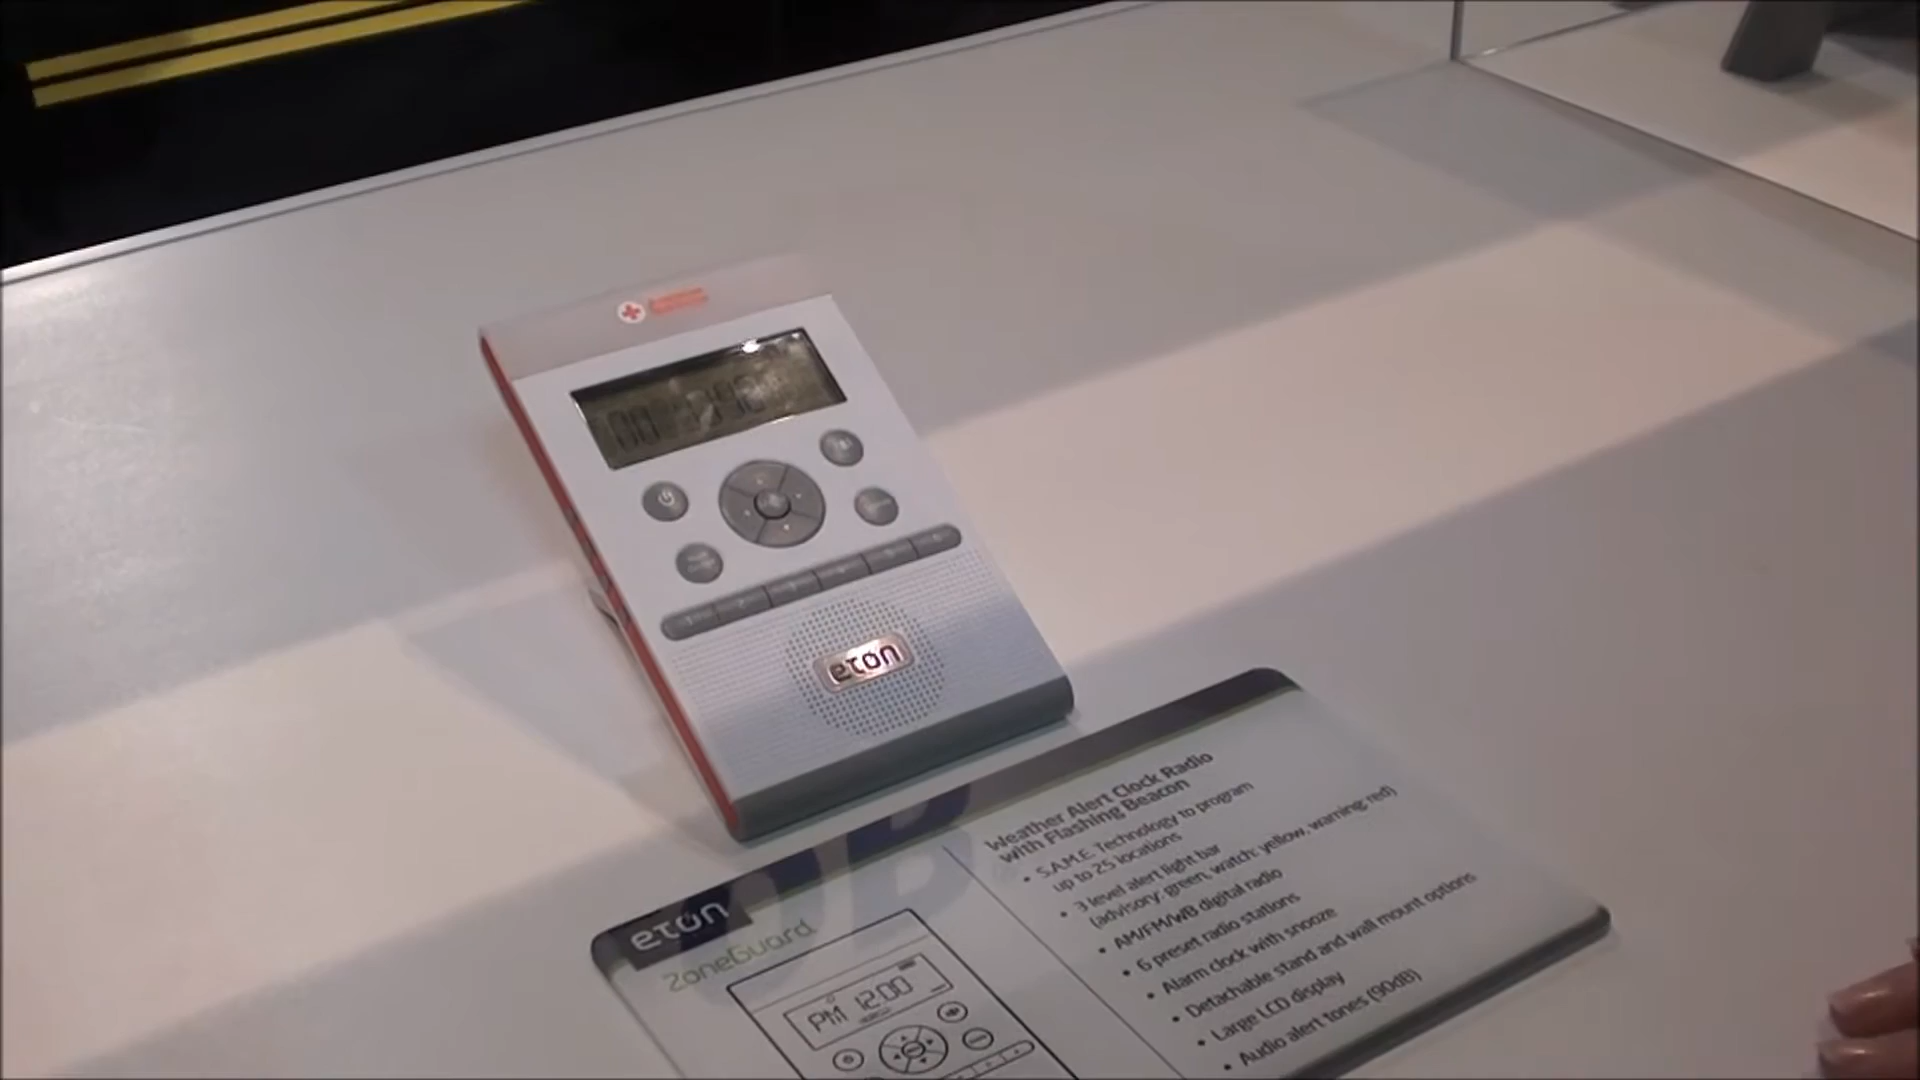 eton
Weather Alert Clock Radio
with Flashing Beacon
• S.A.M.E. Technology to program
up to 25 locations
• 3 level alert light bar
(advisory: green, watch: yellow, warning: red)
• AM/FM/WB digital radio
• 6 preset radio stations
• Alarm clock with snooze
• Detachable stand and wall mount options
• Large LCD display
• Audio alert tones (90dB)
•
eton
ZoneGuard
PM 12:00